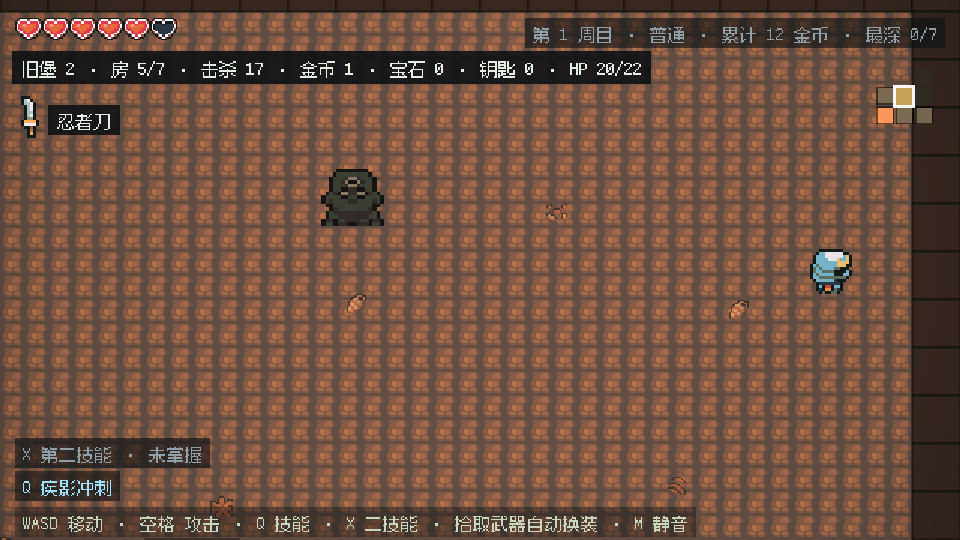 第 1 周目 · 普通 · 累计 12 金币 · 最深 0/7
旧堡 2 · 房 5/7 · 击杀 17 · 金币 1 · 宝石 0 · 钥匙 0 · HP 20/22
忍者刀
X 第二技能 · 未掌握
Q 疾影冲刺
WASD 移动 · 空格 攻击 · Q 技能 · X 二技能 · 拾取武器自动换装 · M 静音